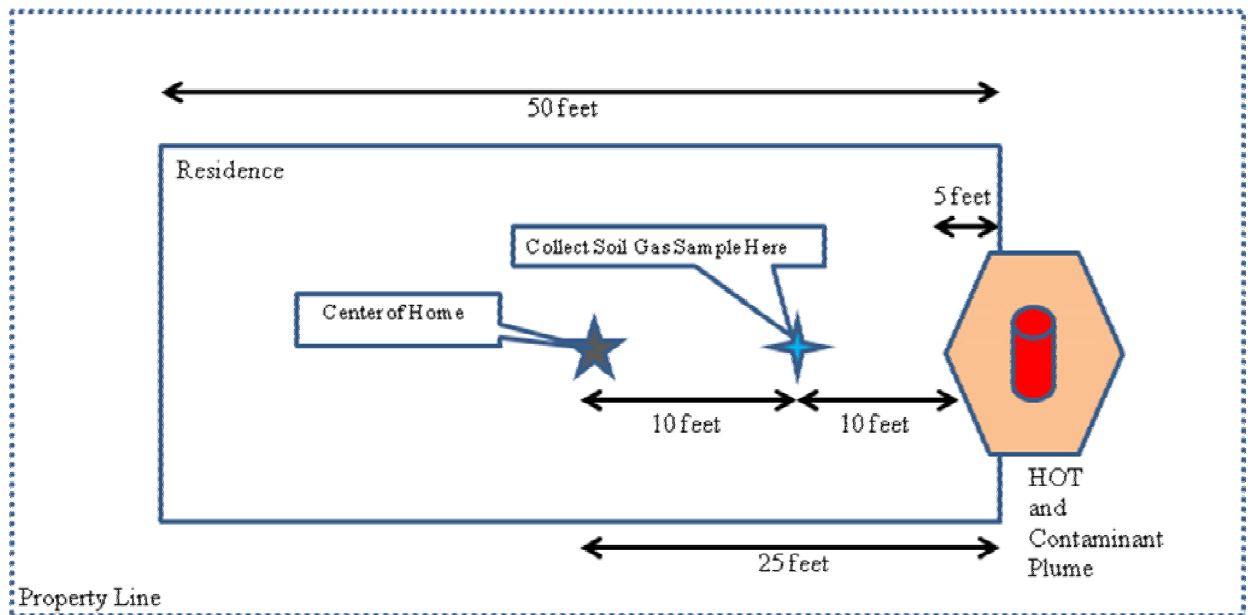 50 feet
Residence
5 feet
Collect Soil Gas Sample Here
Center of Home
10 feet
10 feet
HOT
and
Contaminant
Plume
25 feet
Property Line